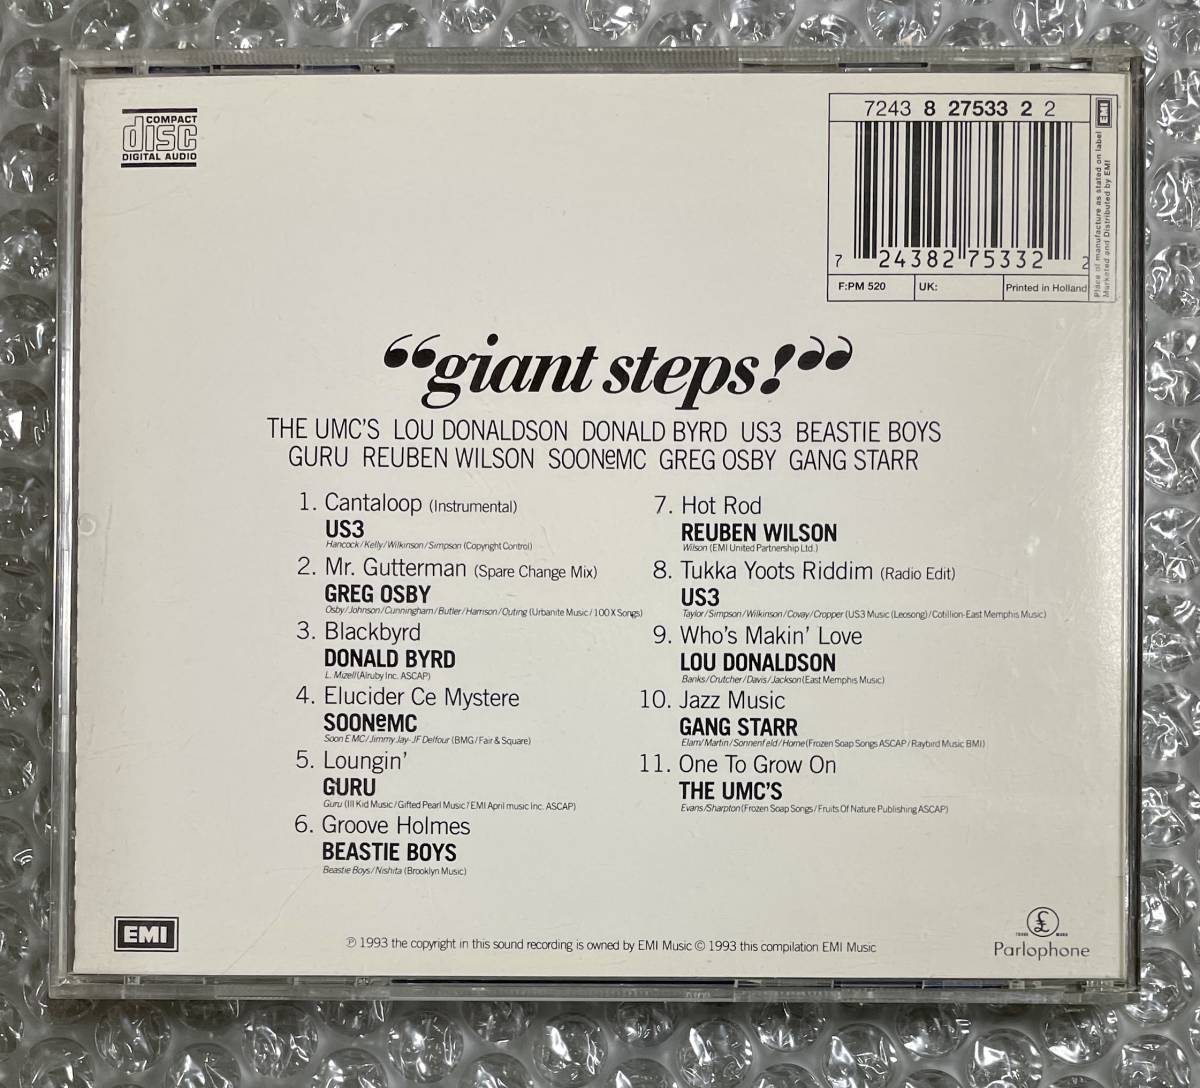 COMPACT
disc
DIGITAL AUDIO
7243 8 27533 2 2
EMI
Place of manufacture as stated on label
Marketed and Distributed by EMI
7 24382 75332 2
F:PM 520
UK:
Printed in Holland
“giant steps!”
THE UMC'S LOU DONALDSON DONALD BYRD US3 BEASTIE BOYS
GURU REUBEN WILSON SOONeMC GREG OSBY GANG STARR
1. Cantaloop (Instrumental)
US3
Hancock/Kelly/Wilkinson/Simpson (Copyright Control)
2. Mr. Gutterman (Spare Change Mix)
GREG OSBY
Osby/Johnson/Cunningham/Butler/Harrison/Outing (Urbanite Music/100 X Songs)
3. Blackbyrd
DONALD BYRD
L. Mizell (Alruby Inc. ASCAP)
4. Elucider Ce Mystere
SOONeMC
Soon E MC/Jimmy Jay-JF Delfour (BMG/Fair & Square)
5. Loungin'
GURU
Guru (Ill Kid Music/Gifted Pearl Music/EMI April music Inc. ASCAP)
6. Groove Holmes
BEASTIE BOYS
Beastie Boys/Nishita (Brooklyn Music)
7. Hot Rod
REUBEN WILSON
Wilson (EMI United Partnership Ltd.)
8. Tukka Yoots Riddim (Radio Edit)
US3
Taylor/Simpson/Wilkinson/Covay/Cropper (US3 Music (Leosong)/Cotillion-East Memphis Music)
9. Who's Makin' Love
LOU DONALDSON
Banks/Crutcher/Davis/Jackson (East Memphis Music)
10. Jazz Music
GANG STARR
Elam/Martin/Sonnenfeld/Horne (Frozen Soap Songs ASCAP/Raybird Music BMI)
11. One To Grow On
THE UMC'S
Evans/Sharpton (Frozen Soap Songs/Fruits Of Nature Publishing ASCAP)
EMI
℗ 1993 the copyright in this sound recording is owned by EMI Music © 1993 this compilation EMI Music
£
TRADE MARK
Parlophone